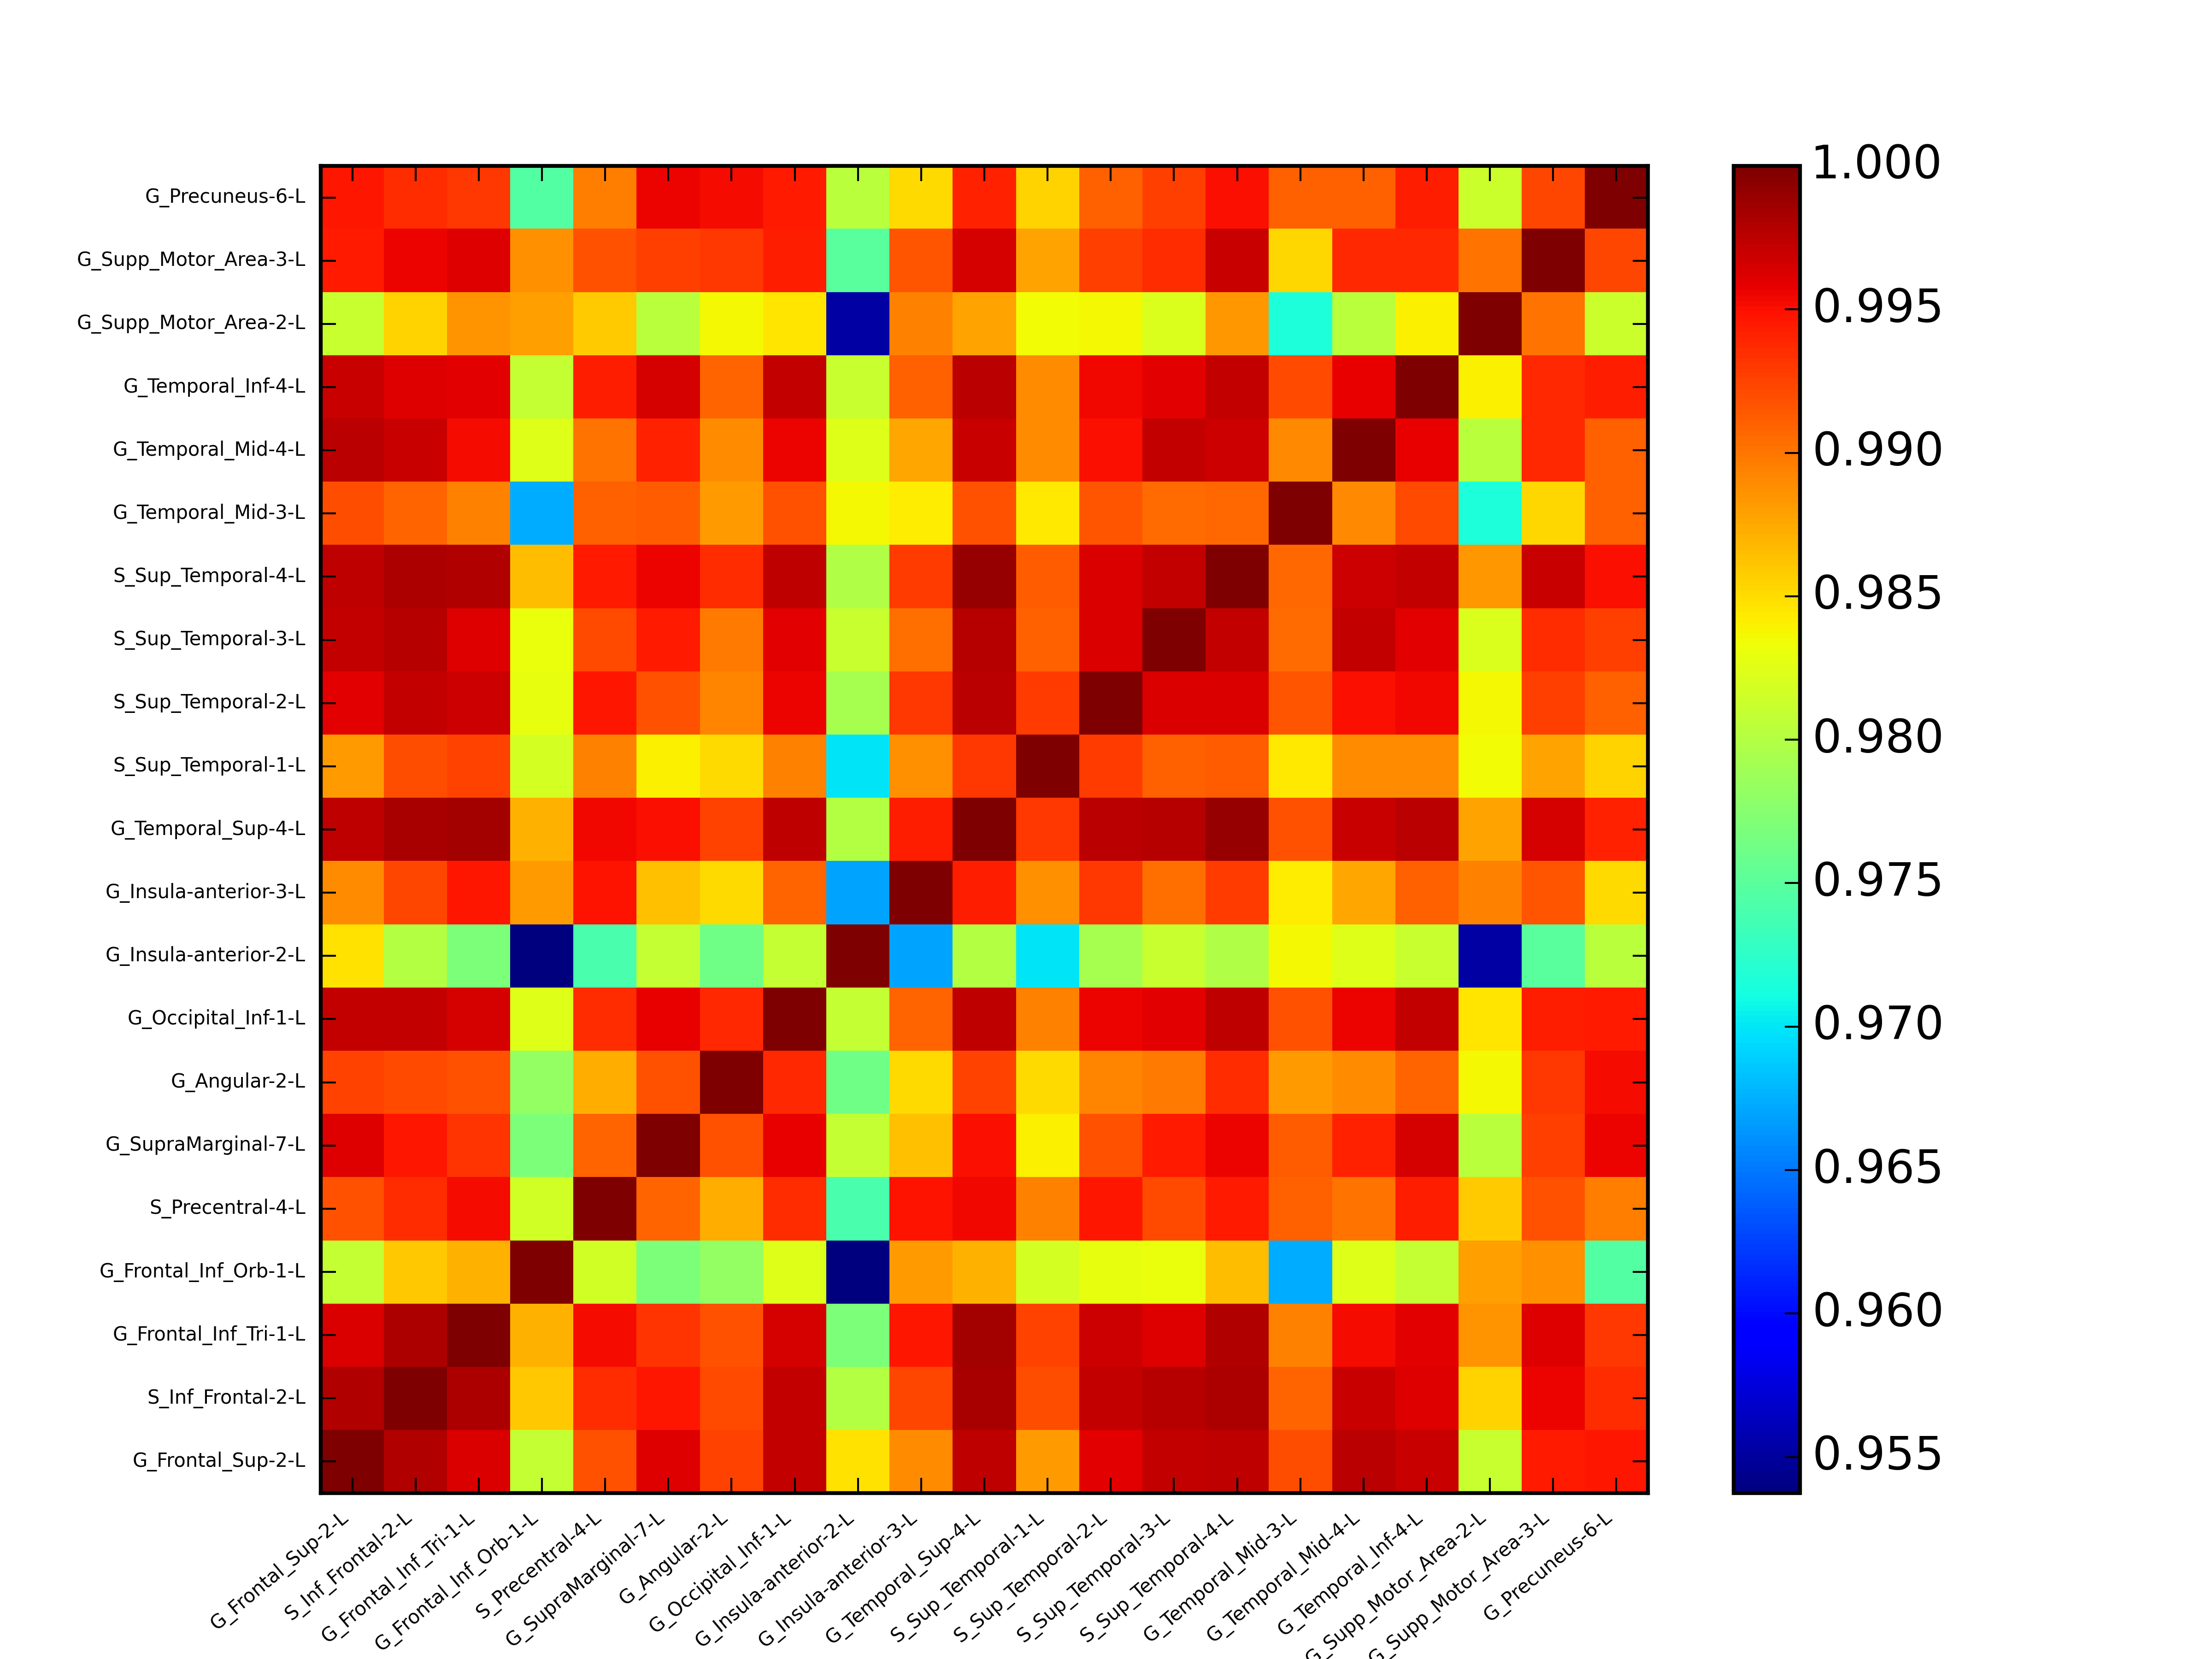 G_Precuneus-6-L
G_Supp_Motor_Area-3-L
G_Supp_Motor_Area-2-L
G_Temporal_Inf-4-L
G_Temporal_Mid-4-L
G_Temporal_Mid-3-L
S_Sup_Temporal-4-L
S_Sup_Temporal-3-L
S_Sup_Temporal-2-L
S_Sup_Temporal-1-L
G_Temporal_Sup-4-L
G_Insula-anterior-3-L
G_Insula-anterior-2-L
G_Occipital_Inf-1-L
G_Angular-2-L
G_SupraMarginal-7-L
S_Precentral-4-L
G_Frontal_Inf_Orb-1-L
G_Frontal_Inf_Tri-1-L
S_Inf_Frontal-2-L
G_Frontal_Sup-2-L
G_Frontal_Sup-2-L
S_Inf_Frontal-2-L
G_Frontal_Inf_Tri-1-L
G_Frontal_Inf_Orb-1-L
S_Precentral-4-L
G_SupraMarginal-7-L
G_Angular-2-L
G_Occipital_Inf-1-L
G_Insula-anterior-2-L
G_Insula-anterior-3-L
G_Temporal_Sup-4-L
S_Sup_Temporal-1-L
S_Sup_Temporal-2-L
S_Sup_Temporal-3-L
S_Sup_Temporal-4-L
G_Temporal_Mid-3-L
G_Temporal_Mid-4-L
G_Temporal_Inf-4-L
G_Supp_Motor_Area-2-L
G_Supp_Motor_Area-3-L
G_Precuneus-6-L
1.000
0.995
0.990
0.985
0.980
0.975
0.970
0.965
0.960
0.955